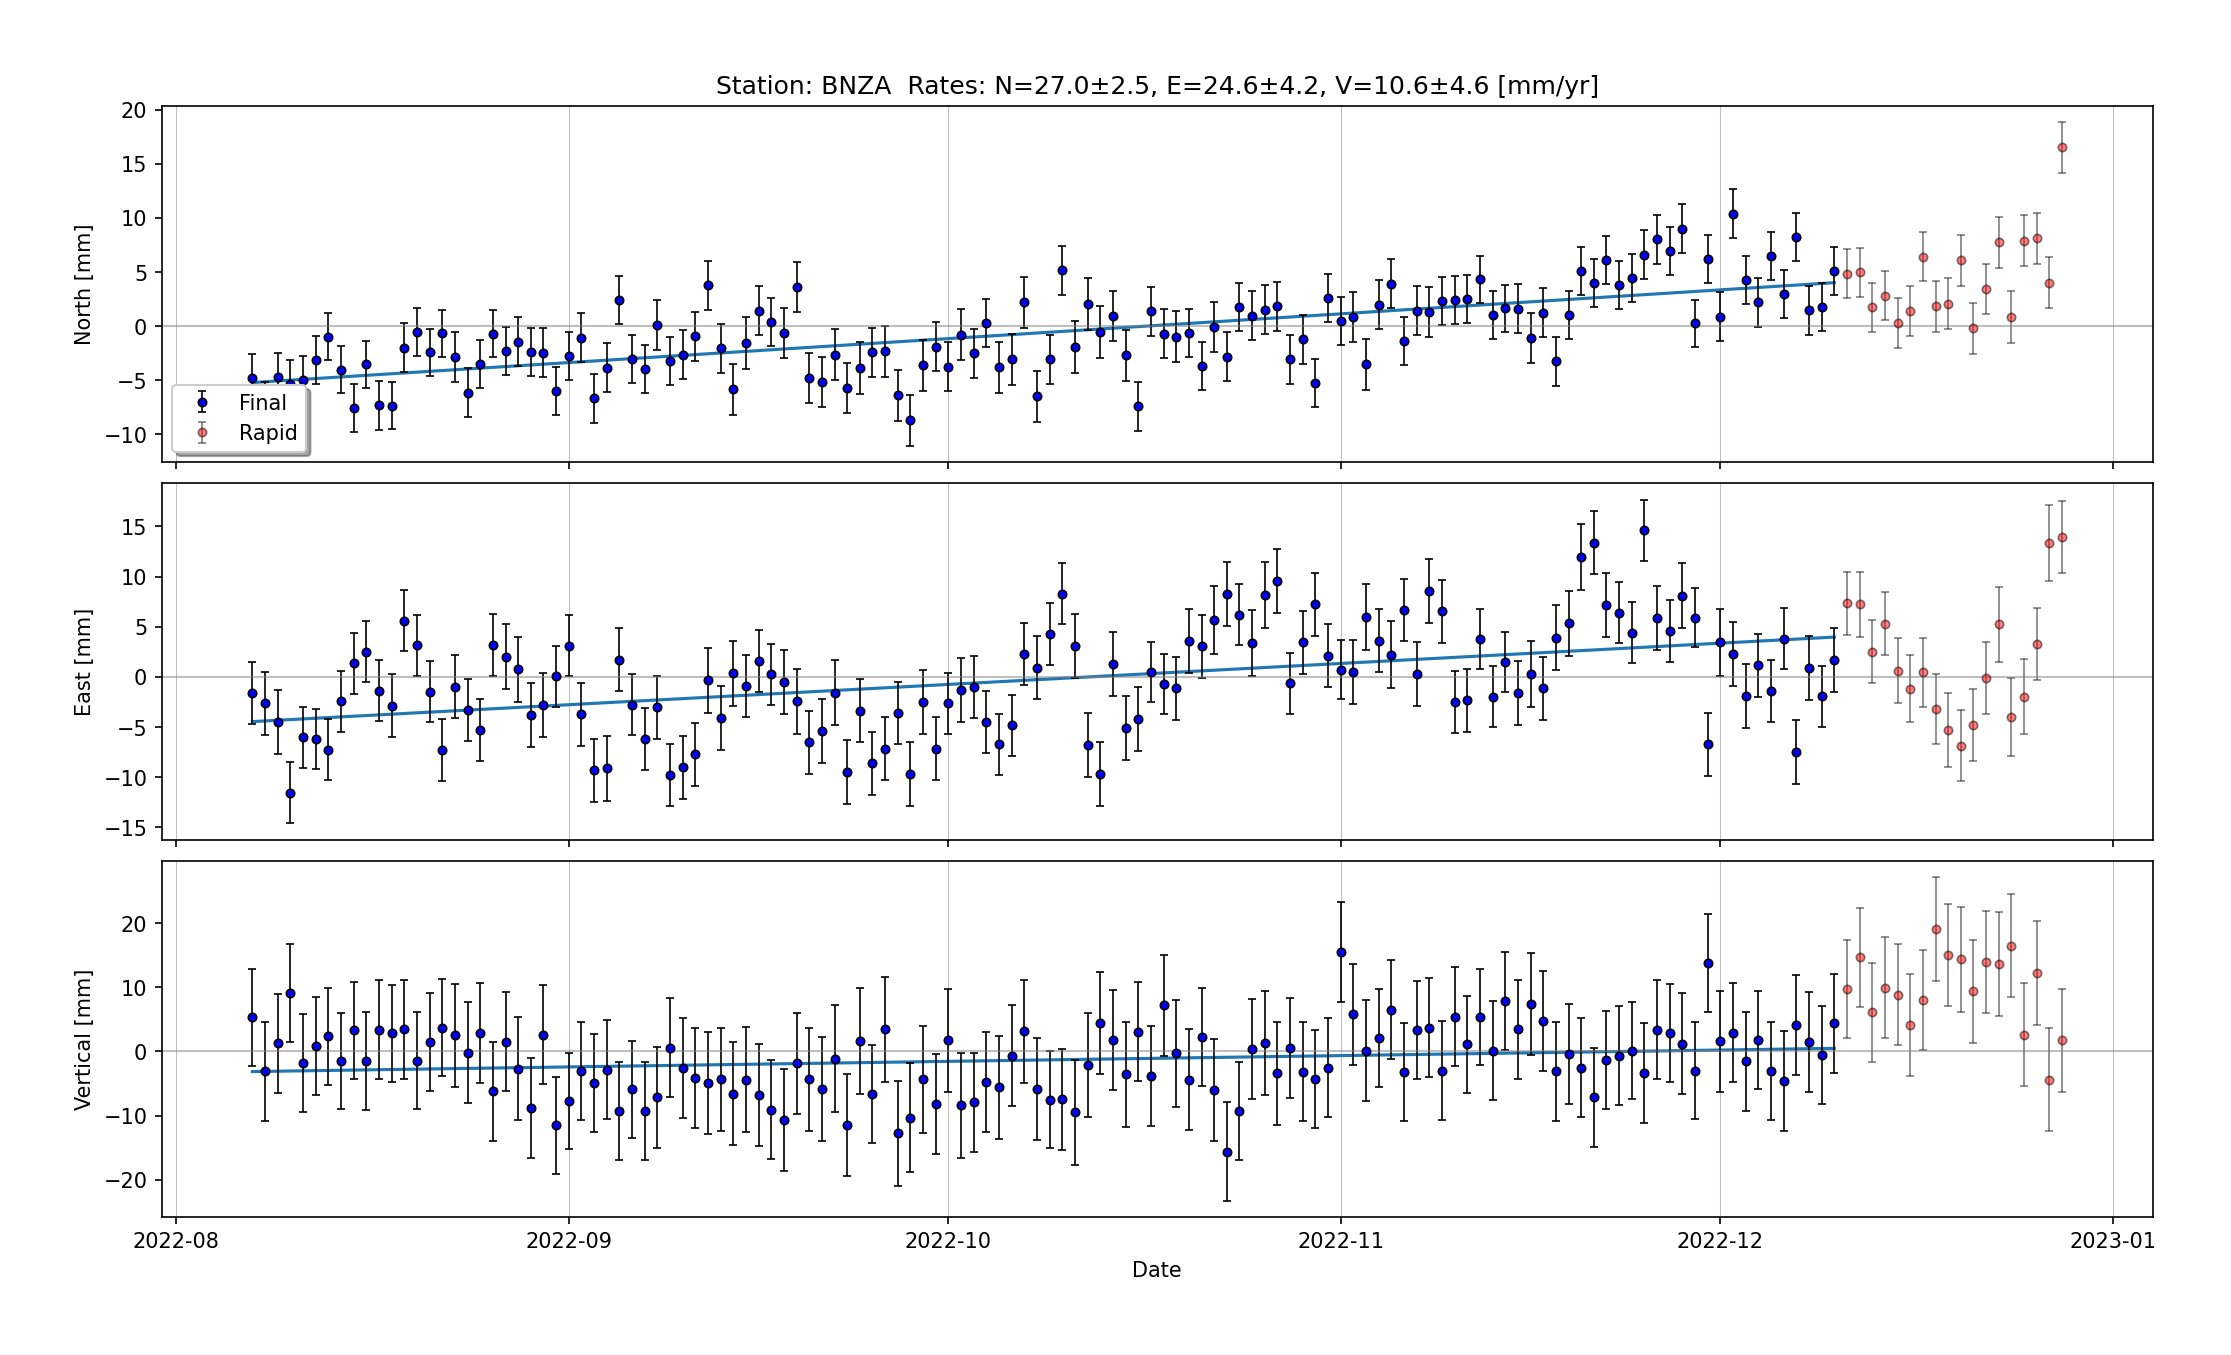 Station: BNZA  Rates: N=27.0±2.5, E=24.6±4.2, V=10.6±4.6 [mm/yr]
20
15
10
5
0
−5
−10
North [mm]
Final
Rapid
15
10
5
0
−5
−10
−15
East [mm]
20
10
0
−10
−20
Vertical [mm]
2022-08 2022-09 2022-10 2022-11 2022-12 2023-01
Date